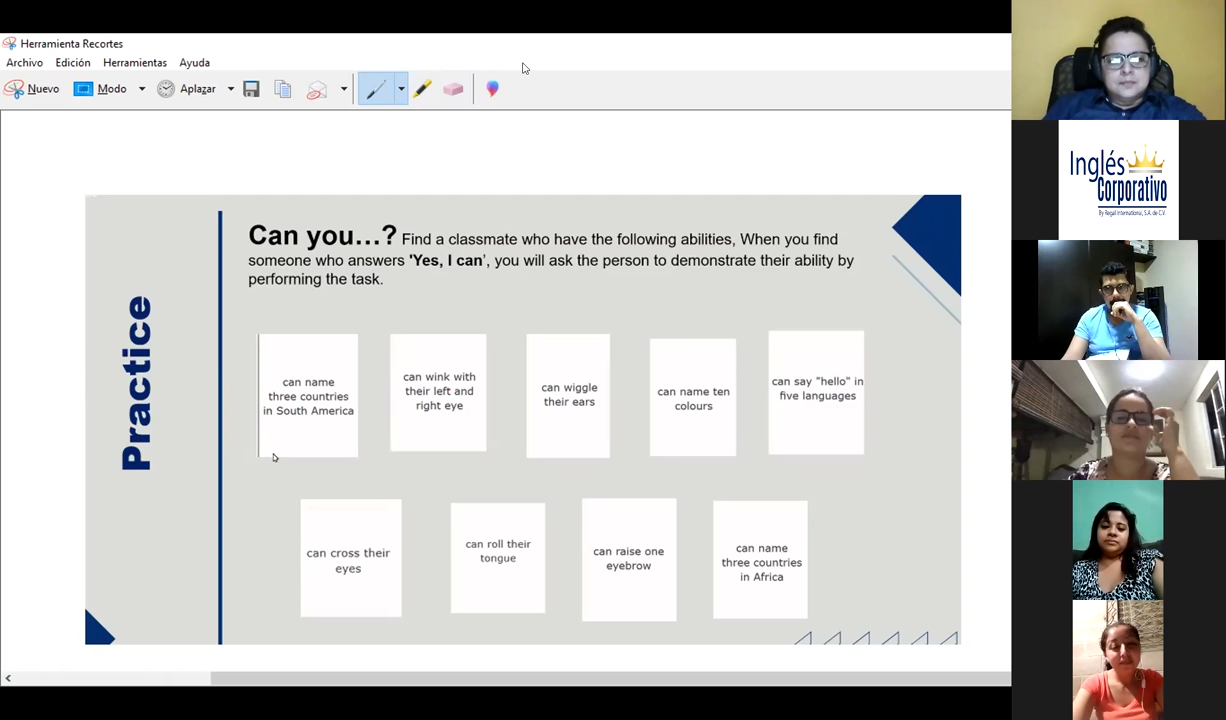 Herramienta Recortes
Archivo Edición Herramientas Ayuda
Nuevo Modo Aplazar
Practice
Can you…? Find a classmate who have the following abilities, When you find
someone who answers 'Yes, I can', you will ask the person to demonstrate their ability by
performing the task.
can name
three countries
in South America
can wink with
their left and
right eye
can wiggle
their ears
can name ten
colours
can say "hello" in
five languages
can cross their
eyes
can roll their
tongue
can raise one
eyebrow
can name
three countries
in Africa
Inglés
Corporativo
By Regal International, S.A. de C.V.